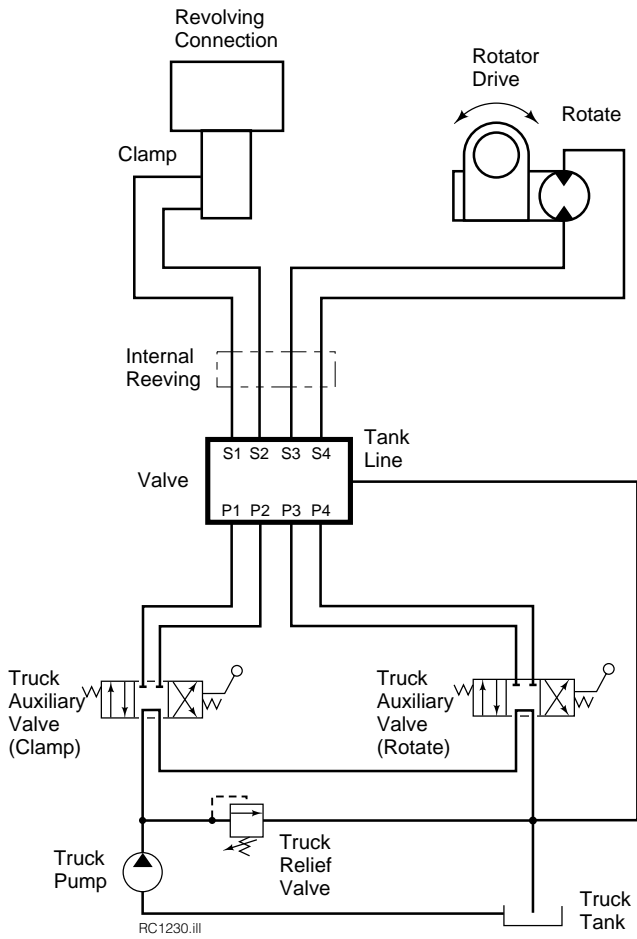 Revolving
Connection
Rotator
Drive
Rotate
Clamp
Internal
Reeving
Tank
Line
S1 S2 S3 S4
Valve
P1 P2 P3 P4
Truck
Auxiliary
Valve
(Clamp)
Truck
Auxiliary
Valve
(Rotate)
Truck
Relief
Valve
Truck
Pump
Truck
Tank
RC1230.ill